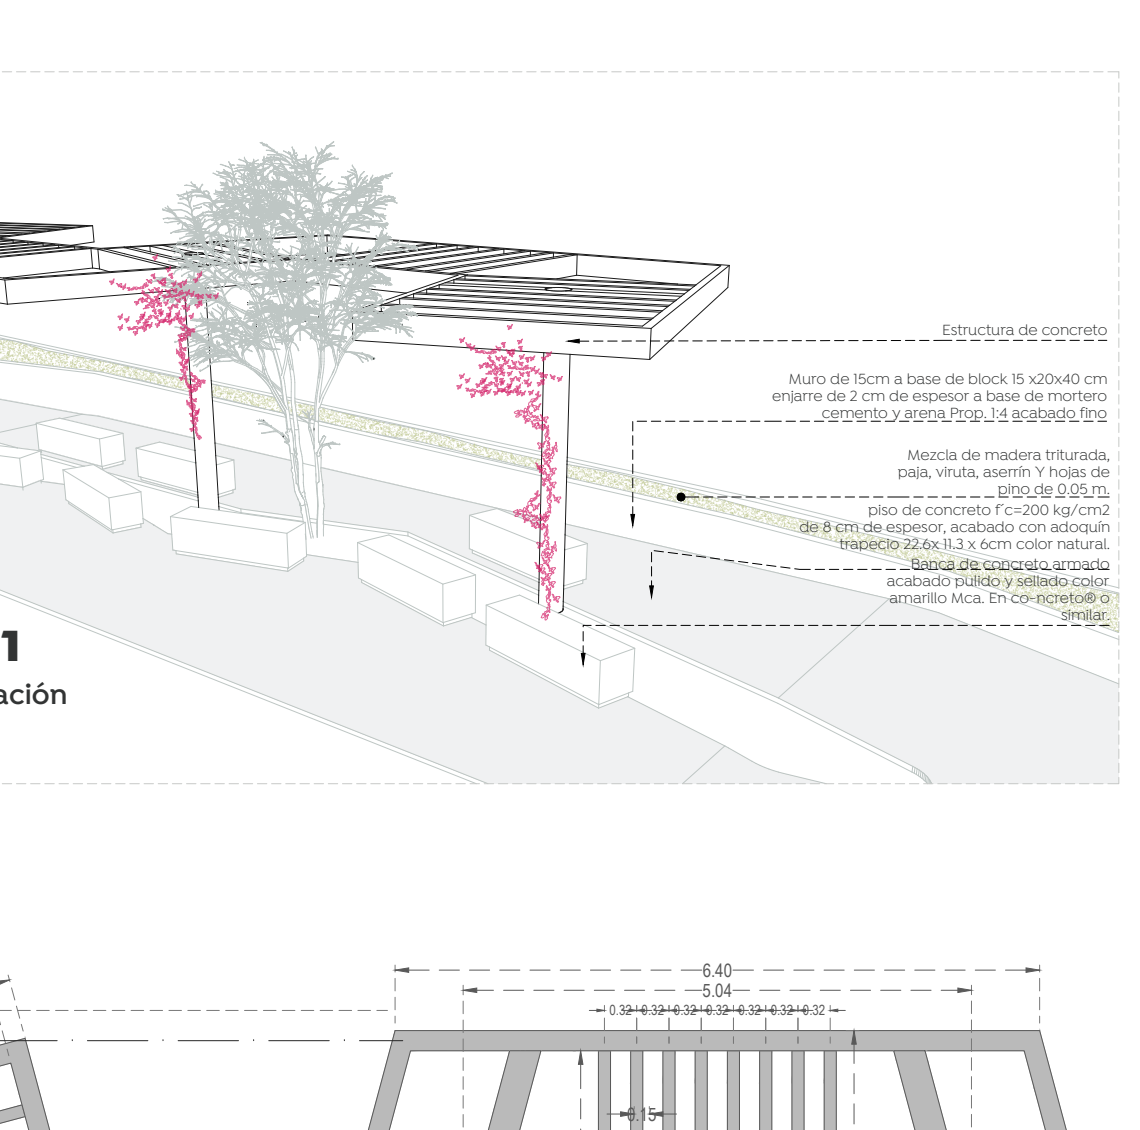 Estructura de concreto
Muro de 15cm a base de block 15 x20x40 cm
enjarre de 2 cm de espesor a base de mortero
cemento y arena Prop. 1:4 acabado fino
Mezcla de madera triturada,
paja, viruta, aserrín Y hojas de
pino de 0.05 m.
piso de concreto f´c=200 kg/cm2
de 8 cm de espesor, acabado con adoquín
trapecio 22.6x 11.3 x 6cm color natural.
Banca de concreto armado
acabado pulido y sellado color
amarillo Mca. En co-ncreto® o
similar.
1
ación
6.40
5.04
0.32 0.32 0.32 0.32 0.32 0.32 0.32
0.15